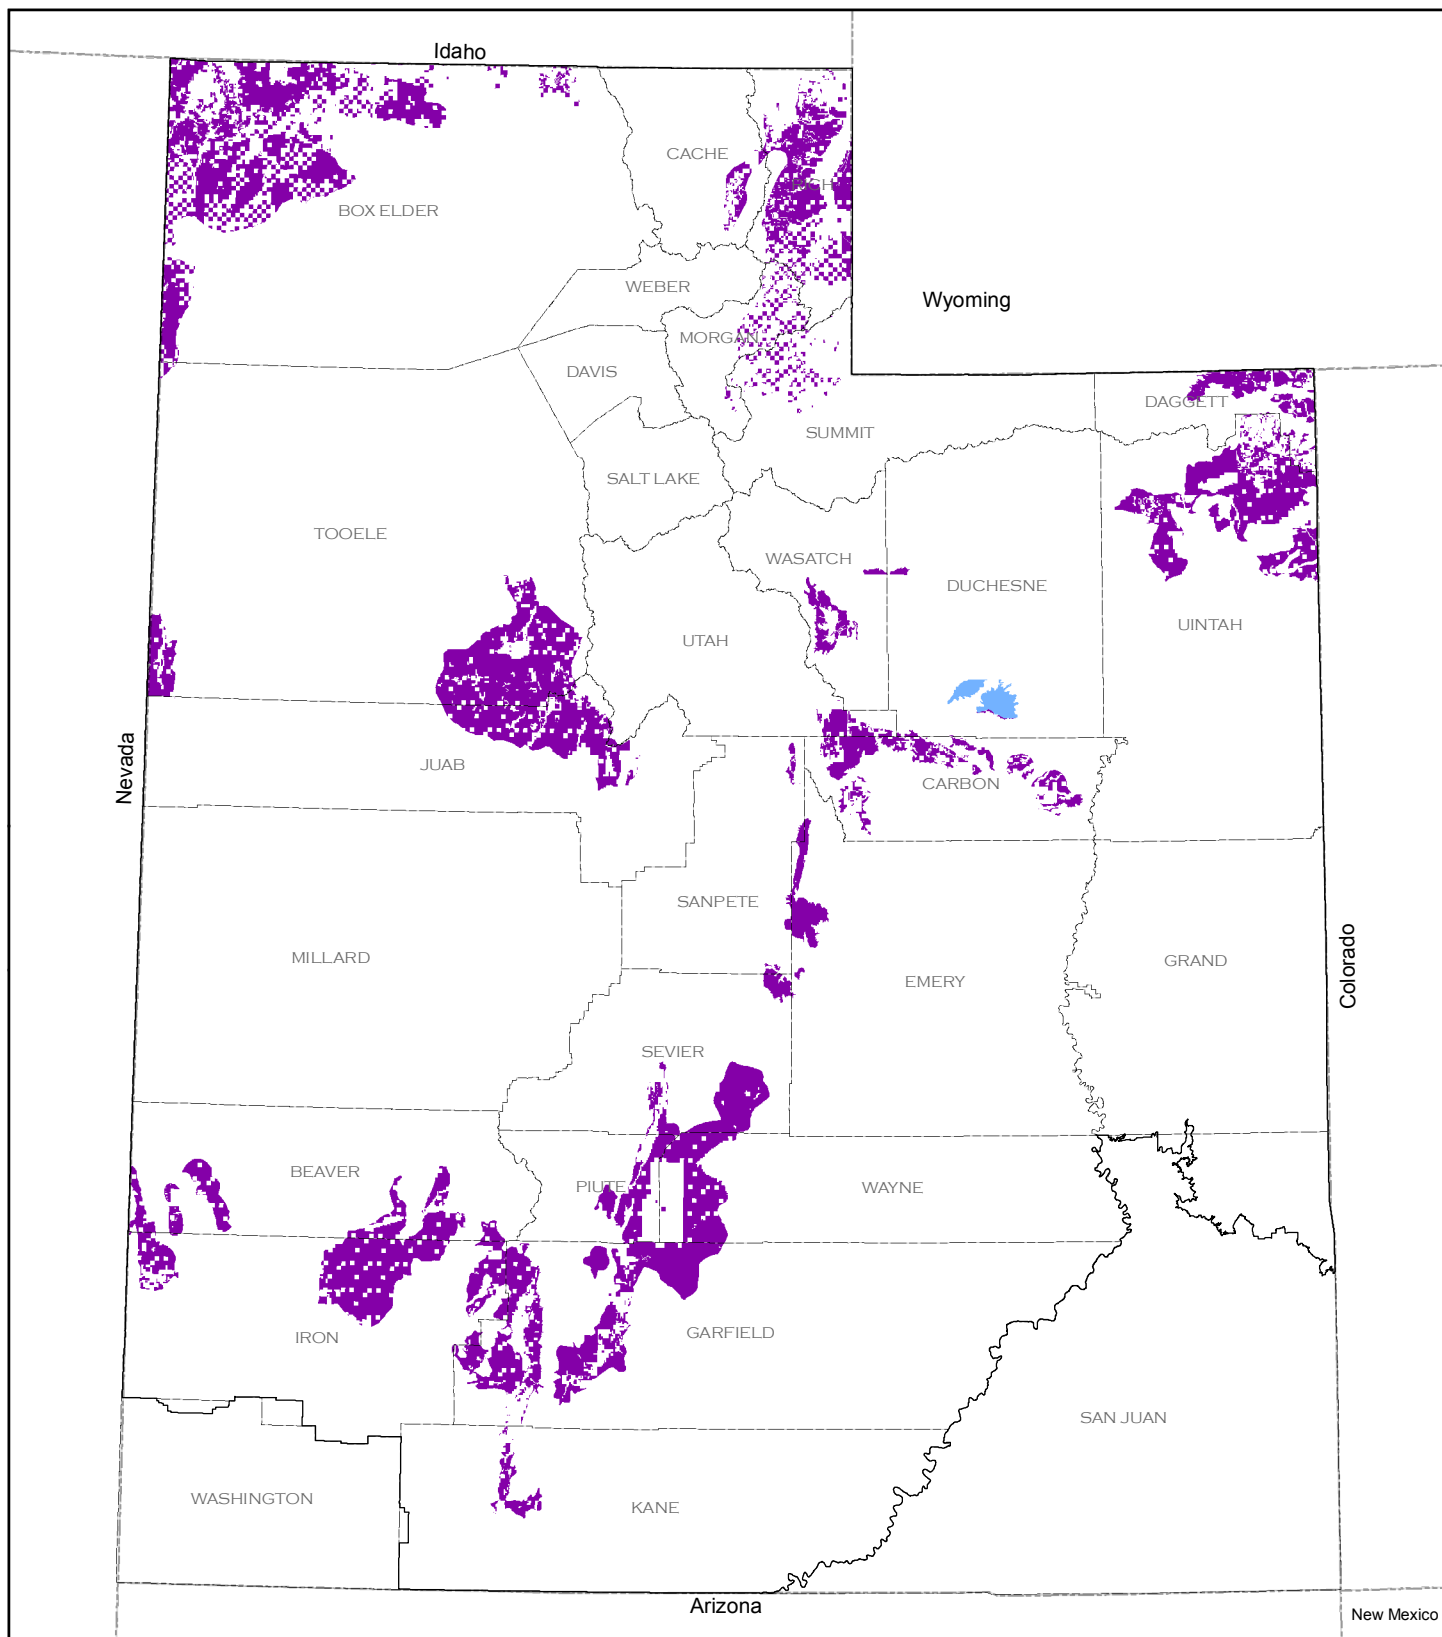 Idaho
CACHE
RICH
BOX ELDER
WEBER
Wyoming
MORGAN
DAVIS
DAGGETT
SUMMIT
SALT LAKE
TOOELE
WASATCH
DUCHESNE
UINTAH
UTAH
Nevada
JUAB
CARBON
SANPETE
MILLARD
EMERY
GRAND
Colorado
SEVIER
BEAVER
PIUTE
WAYNE
IRON
GARFIELD
SAN JUAN
WASHINGTON
KANE
Arizona
New Mexico